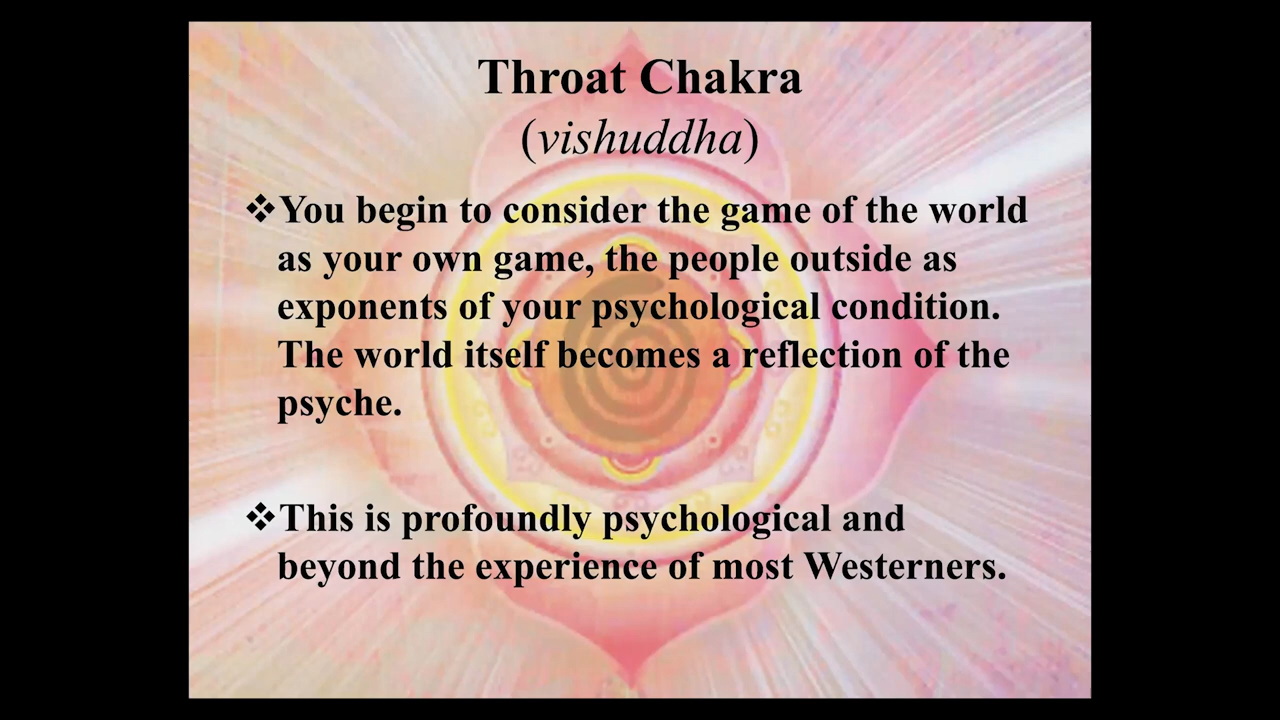 Throat Chakra
(vishuddha)
❖You begin to consider the game of the world
as your own game, the people outside as
exponents of your psychological condition.
The world itself becomes a reflection of the
psyche.
❖This is profoundly psychological and
beyond the experience of most Westerners.